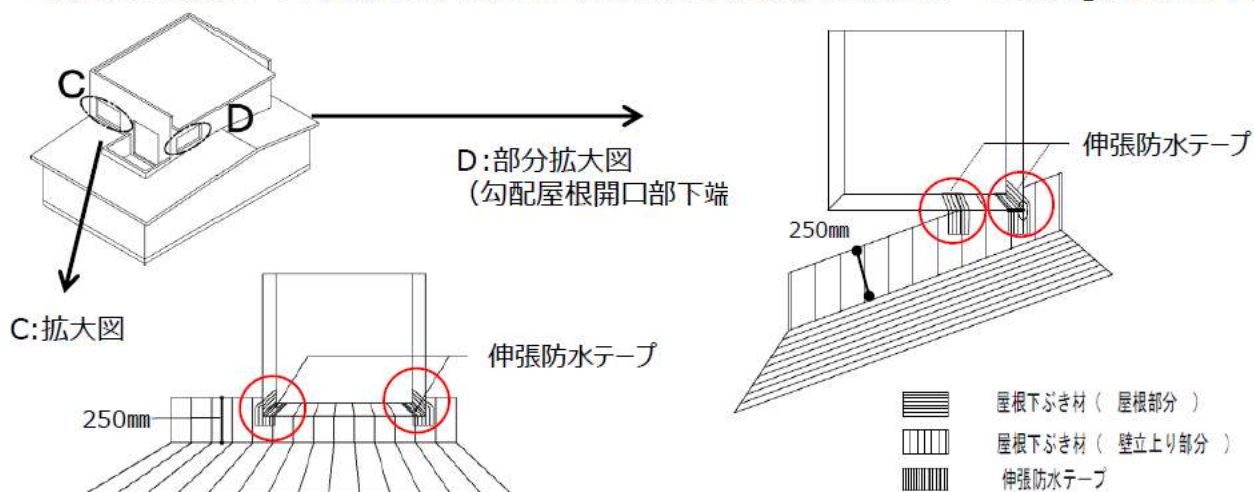 C
D
D:部分拡大図
(勾配屋根開口部下端
伸張防水テープ
250㎜
C:拡大図
伸張防水テープ
250㎜
屋根下ぶき材( 屋根部分 )
屋根下ぶき材( 壁立上り部分 )
伸張防水テープ